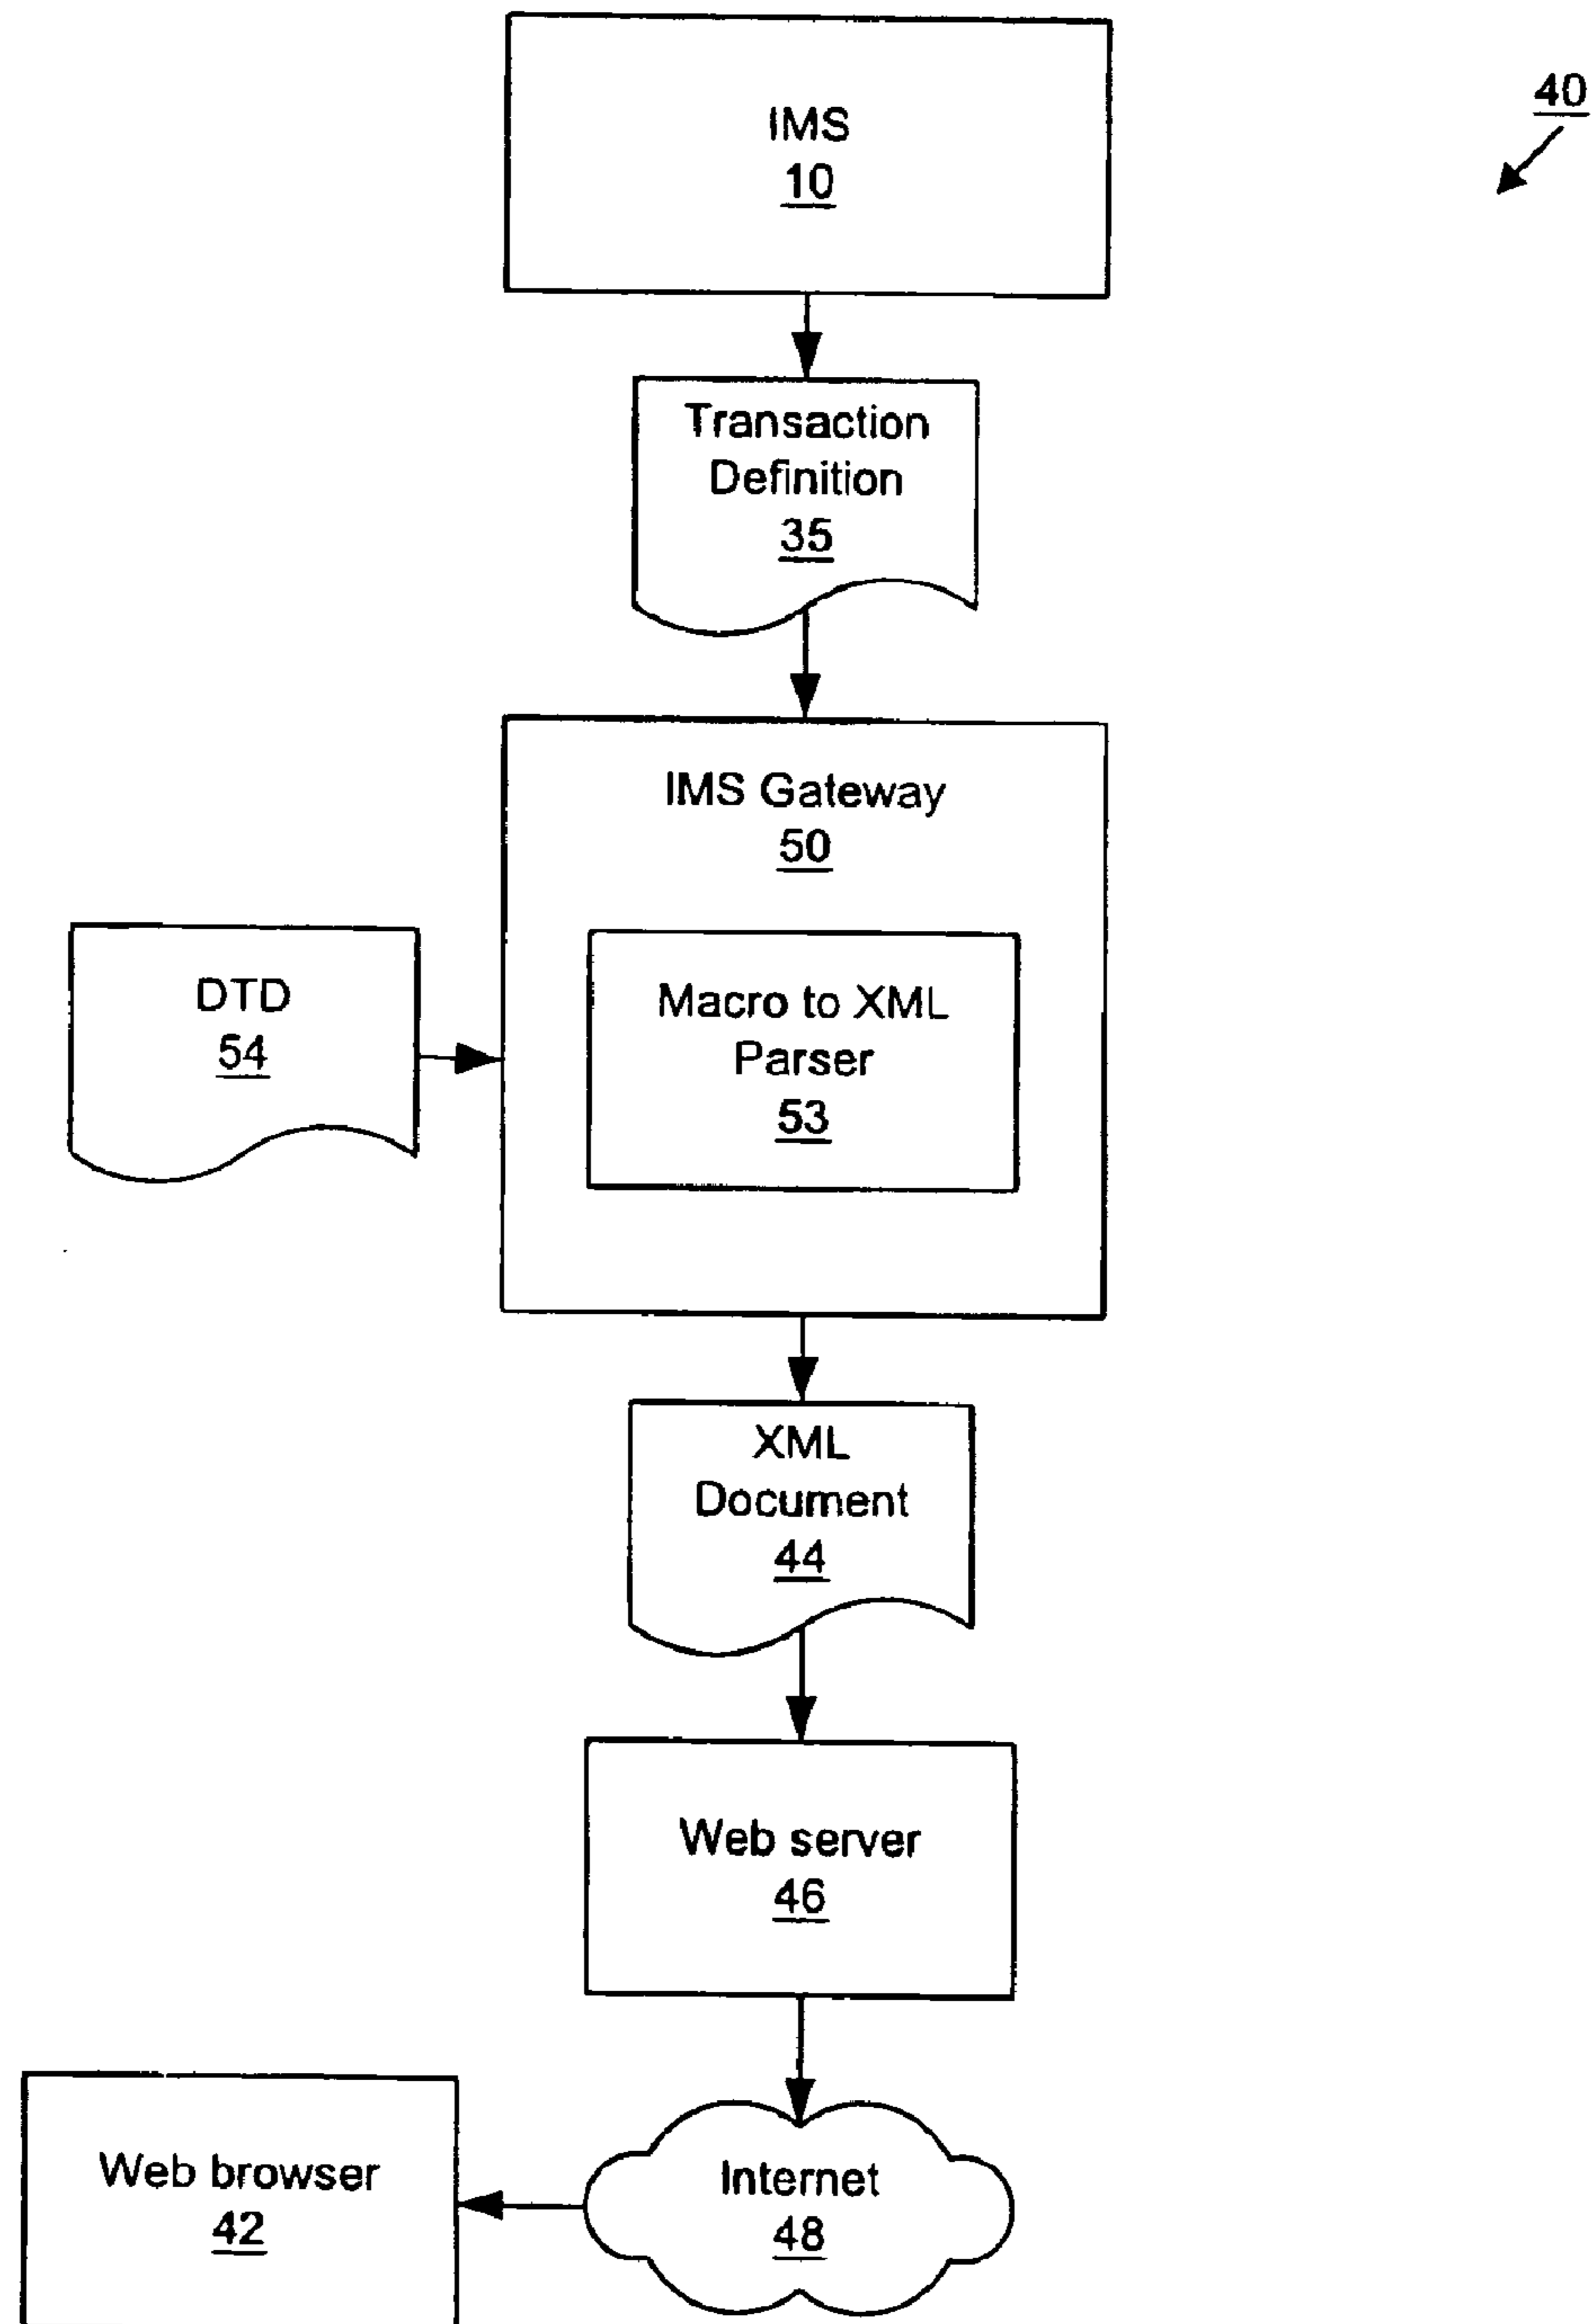 IMS
10
40
Transaction
Definition
35
IMS Gateway
50
DTD
54
Macro to XML
Parser
53
XML
Document
44
Web server
46
Web browser
42
Internet
48